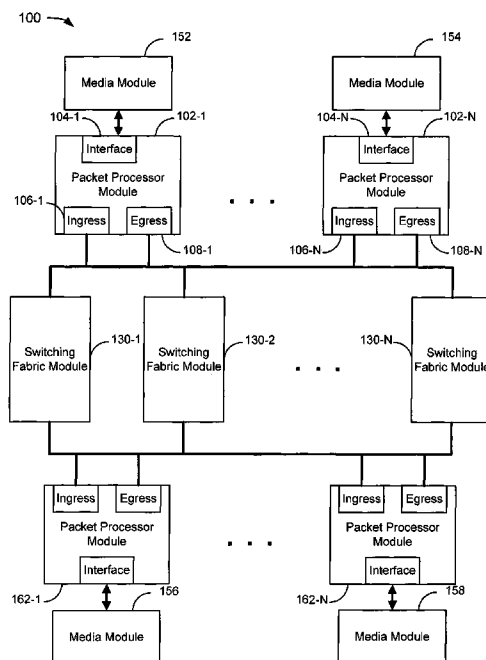 100
152
154
Media Module
Media Module
104-1
102-1
104-N
102-N
Interface
Interface
Packet Processor
Module
Packet Processor
Module
106-1
Ingress
Egress
Ingress
Egress
. . .
108-1
106-N
108-N
Switching
Fabric Module
130-1
Switching
Fabric Module
130-2
. . .
130-N
Switching
Fabric Module
Ingress
Egress
Ingress
Egress
Packet Processor
Module
. . .
Packet Processor
Module
Interface
Interface
162-1
156
162-N
158
Media Module
Media Module